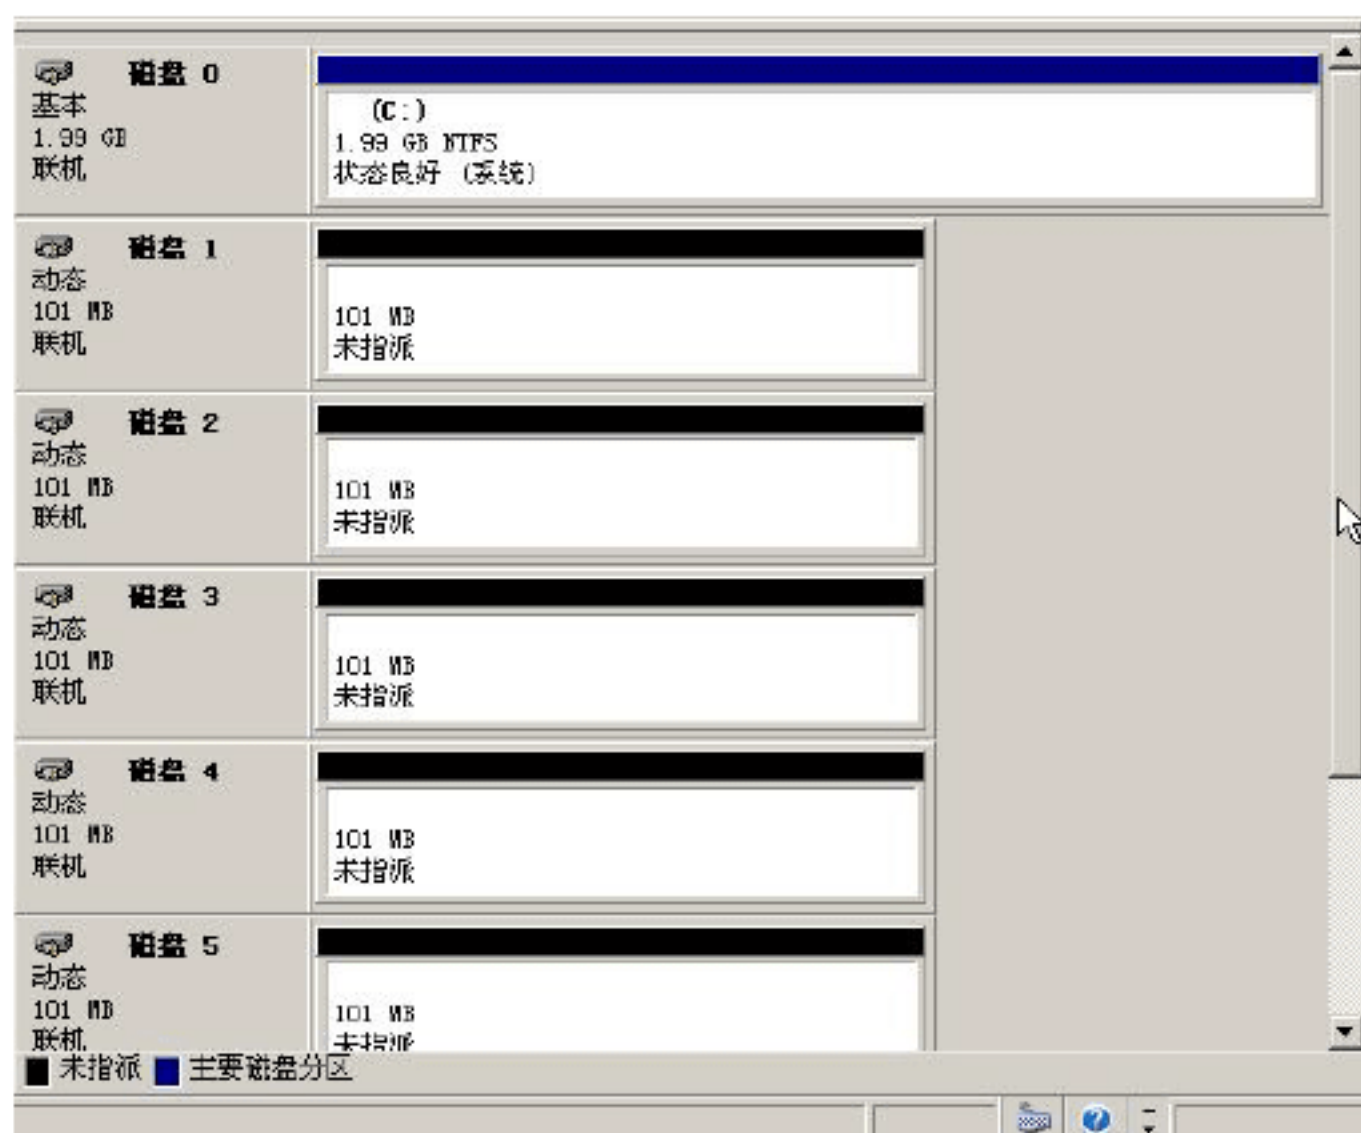 磁盘 0
基本
1.99 GB
联机
(C:)
1.99 GB NTFS
状态良好 (系统)
磁盘 1
动态
101 MB
联机
101 MB
未指派
磁盘 2
动态
101 MB
联机
101 MB
未指派
磁盘 3
动态
101 MB
联机
101 MB
未指派
磁盘 4
动态
101 MB
联机
101 MB
未指派
磁盘 5
动态
101 MB
联机
101 MB
未指派
未指派 主要磁盘分区